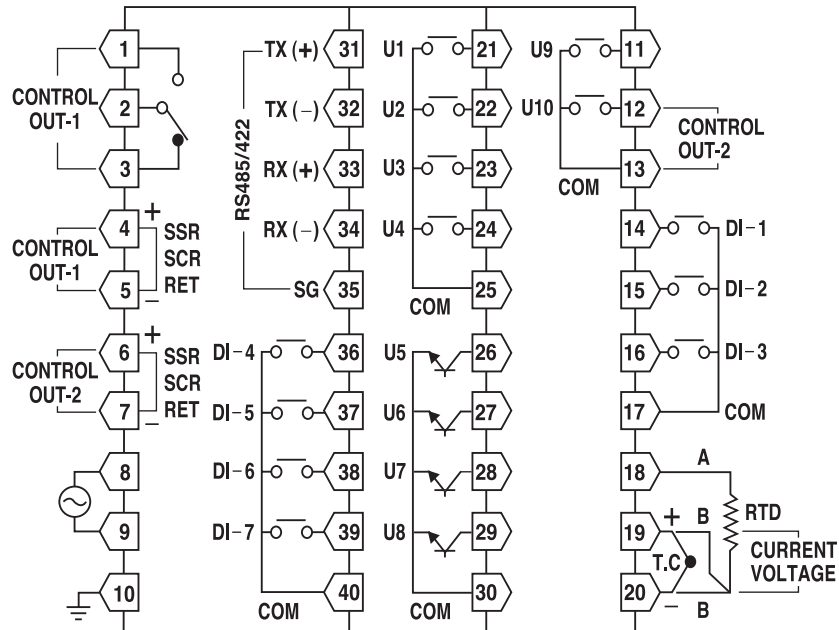 1
2
3
CONTROL
OUT-1
4
5
CONTROL
OUT-1
+
SSR
SCR
RET
−
6
7
CONTROL
OUT-2
+
SSR
SCR
RET
−
8
9
10
RS485/422
TX (+) 31
TX (−) 32
RX (+) 33
RX (−) 34
SG 35
DI-4 36
DI-5 37
DI-6 38
DI-7 39
COM 40
U1 21
U2 22
U3 23
U4 24
COM 25
U5 26
U6 27
U7 28
U8 29
COM 30
U9 11
U10 12
COM 13
CONTROL
OUT-2
14 DI-1
15 DI-2
16 DI-3
17 COM
18 A
RTD
19 + B
T.C
CURRENT
VOLTAGE
20 − B